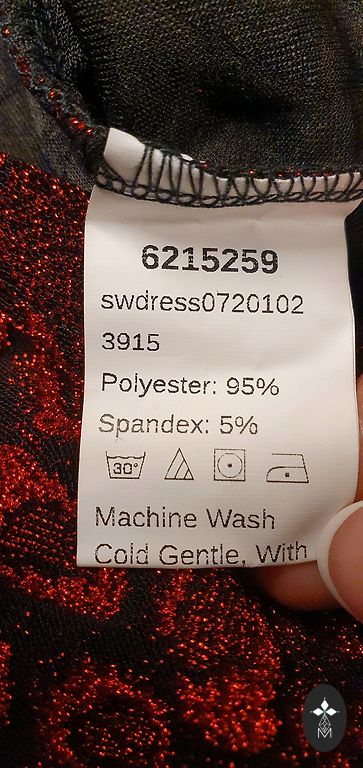 6215259
swdress0720102
3915
Polyester: 95%
Spandex: 5%
30°
Machine Wash
Cold Gentle, With
M